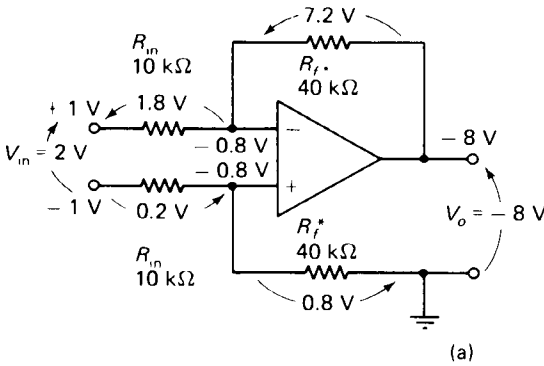 7.2 V
R_in
10 kΩ
R_f·
40 kΩ
+ 1 V
1.8 V
−
− 0.8 V
− 8 V
V_in = 2 V
− 0.8 V
+
− 1 V
0.2 V
V_o = − 8 V
R_in
10 kΩ
R_f*
40 kΩ
0.8 V
(a)